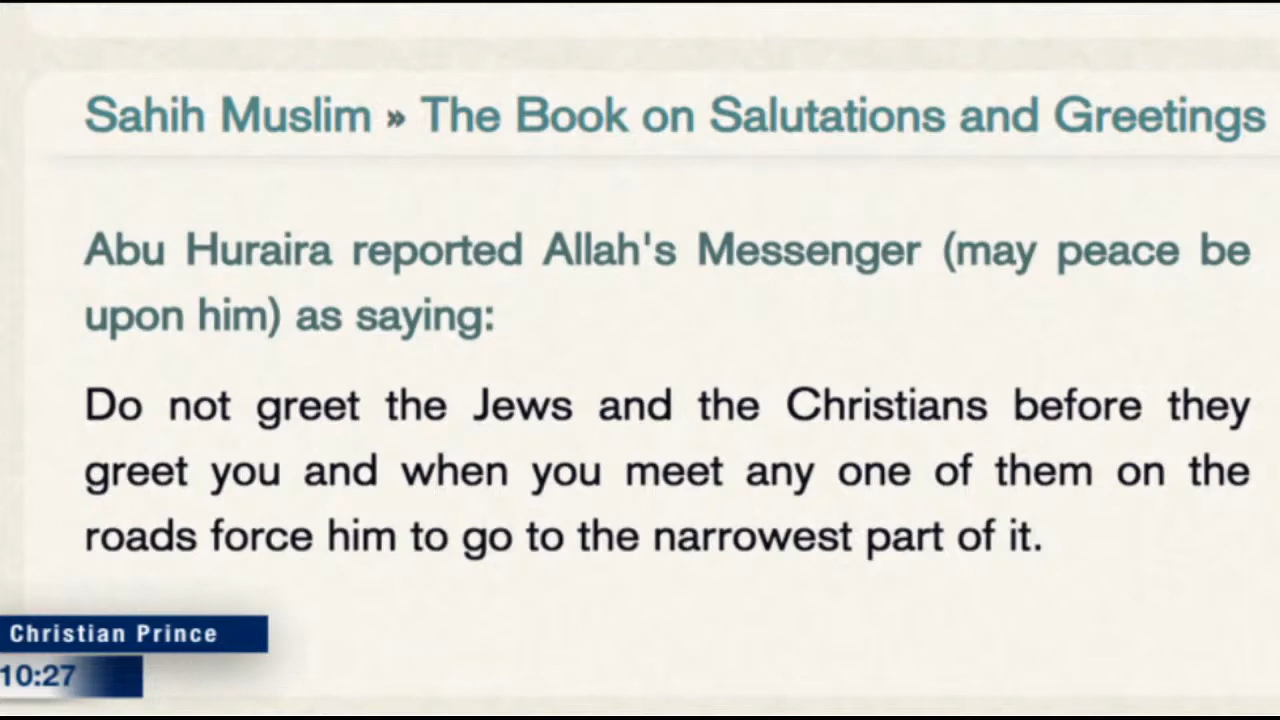 Sahih Muslim » The Book on Salutations and Greetings
Abu Huraira reported Allah's Messenger (may peace be
upon him) as saying:
Do not greet the Jews and the Christians before they
greet you and when you meet any one of them on the
roads force him to go to the narrowest part of it.
Christian Prince
10:27